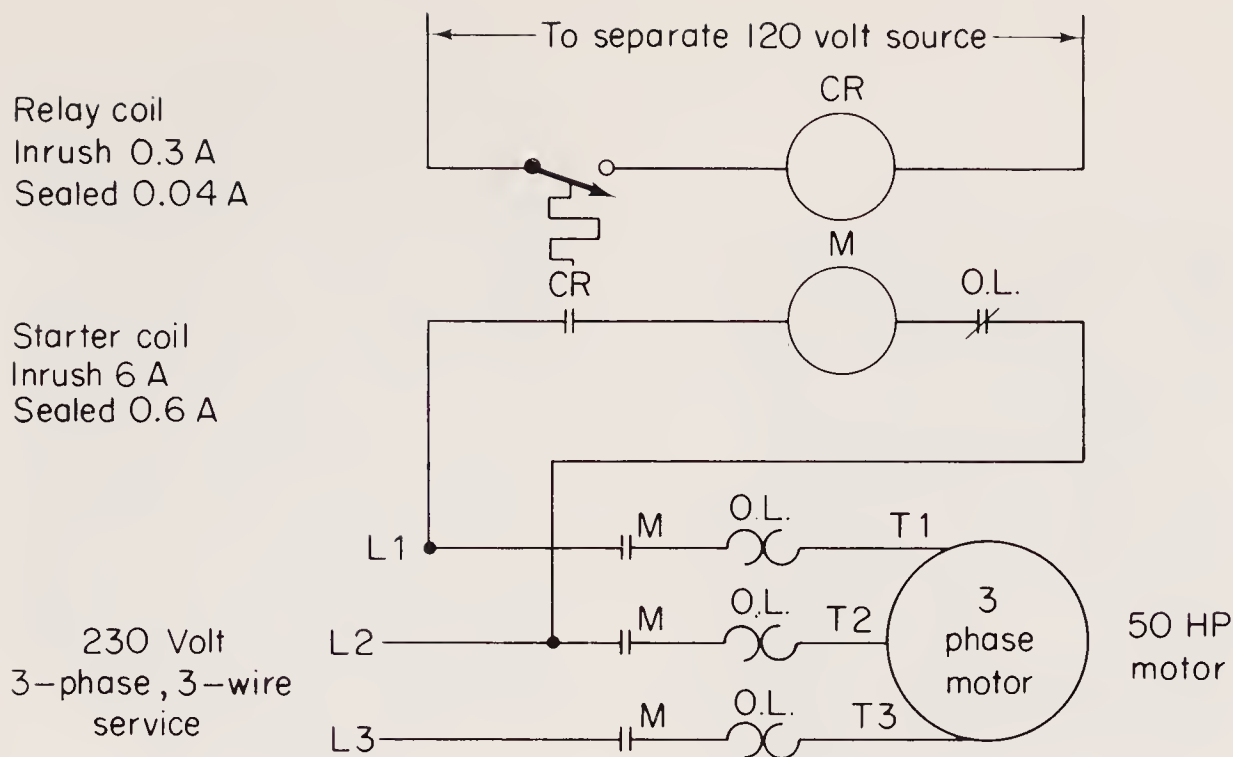 To separate 120 volt source
CR
Relay coil
Inrush 0.3 A
Sealed 0.04 A
M
CR
O.L.
Starter coil
Inrush 6 A
Sealed 0.6 A
L1
M
O.L.
T1
L2
M
O.L.
T2
L3
M
O.L.
T3
3
phase
motor
50 HP
motor
230 Volt
3-phase, 3-wire
service